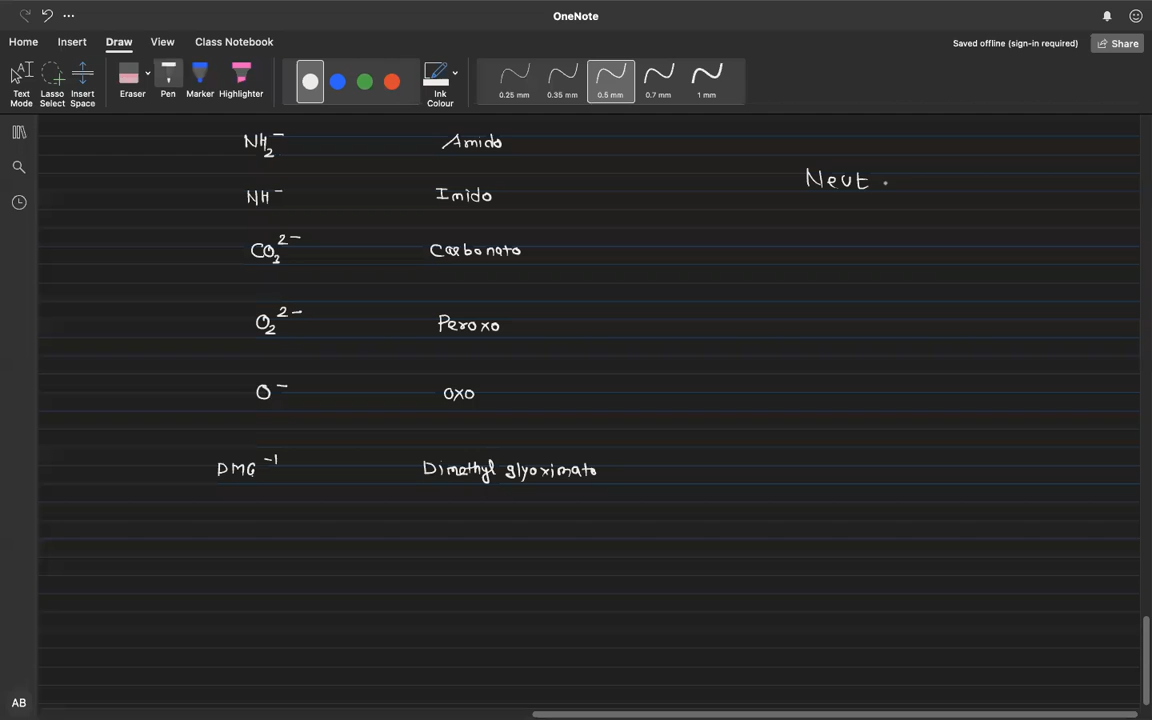 OneNote
Home Insert Draw View Class Notebook
Saved offline (sign-in required) Share
Text Mode
Lasso Select
Insert Space
Eraser
Pen
Marker
Highlighter
Ink Colour
0.25 mm
0.35 mm
0.5 mm
0.7 mm
1 mm
NH₂⁻ Amido
Neut
NH⁻ Imido
CO₂²⁻ Carbonato
O₂²⁻ Peroxo
O⁻ oxo
DMG⁻¹ Dimethyl glyoximato
AB